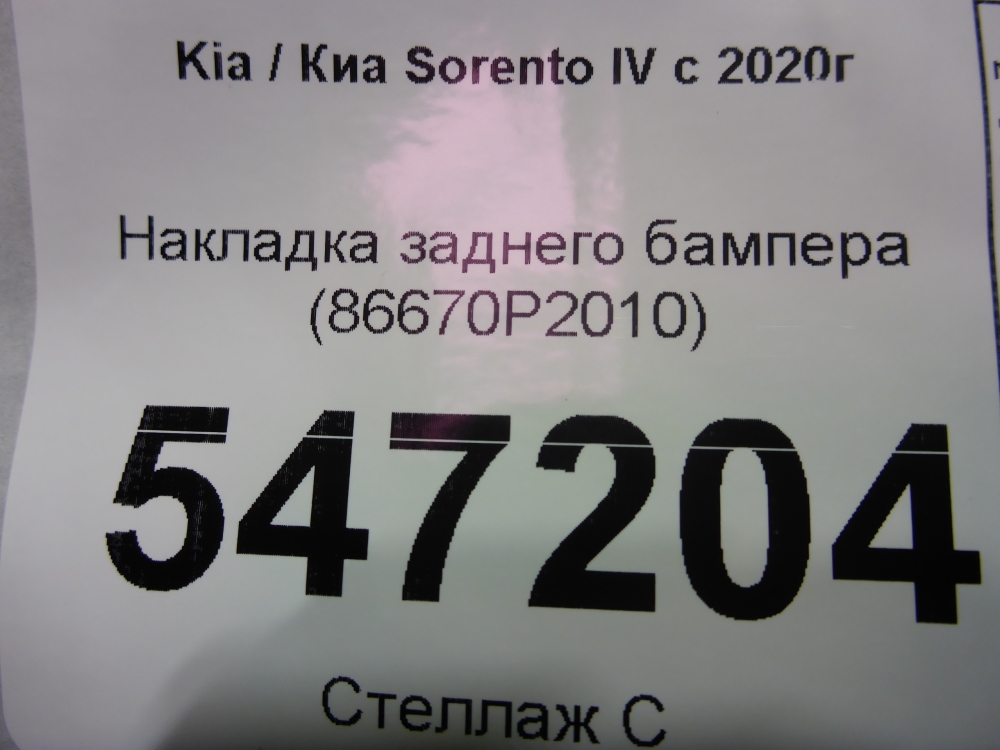 Kia / Киа Sorento IV с 2020г
Накладка заднего бампера
(86670P2010)
547204
Стеллаж С